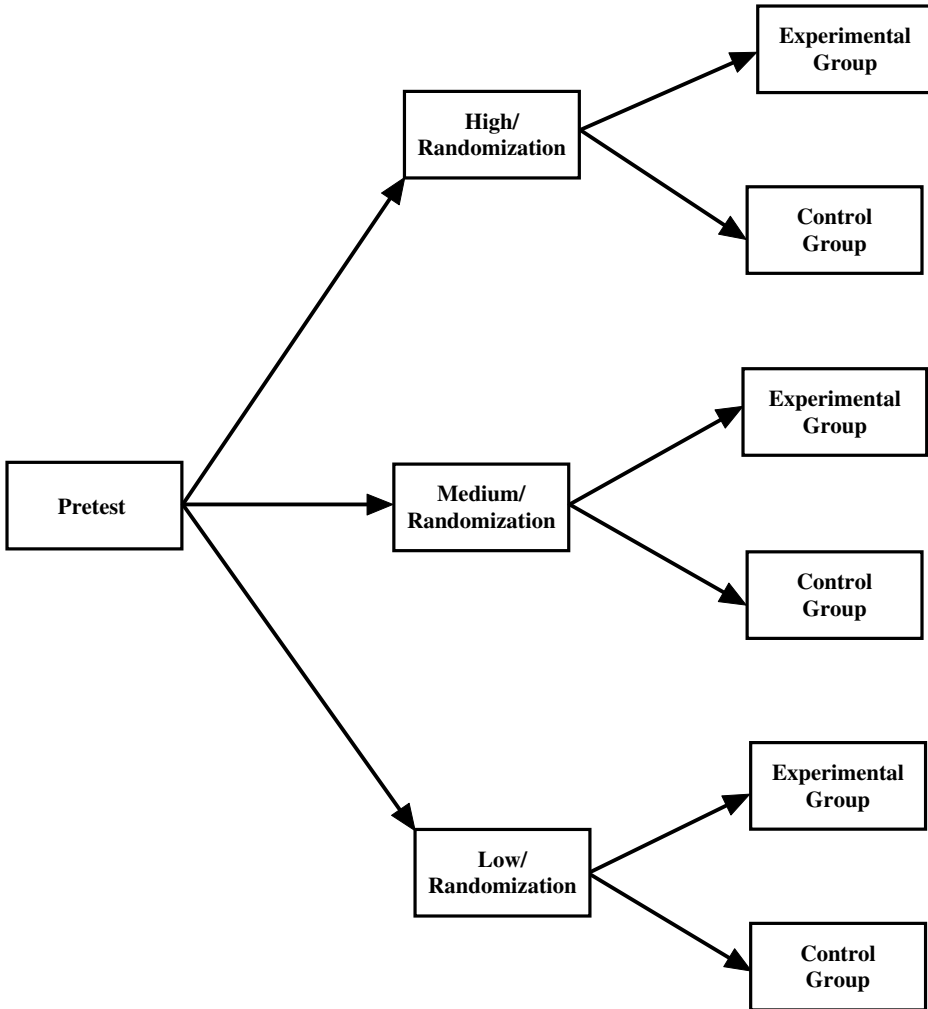 Experimental
Group
High/
Randomization
Control
Group
Experimental
Group
Pretest
Medium/
Randomization
Control
Group
Experimental
Group
Low/
Randomization
Control
Group